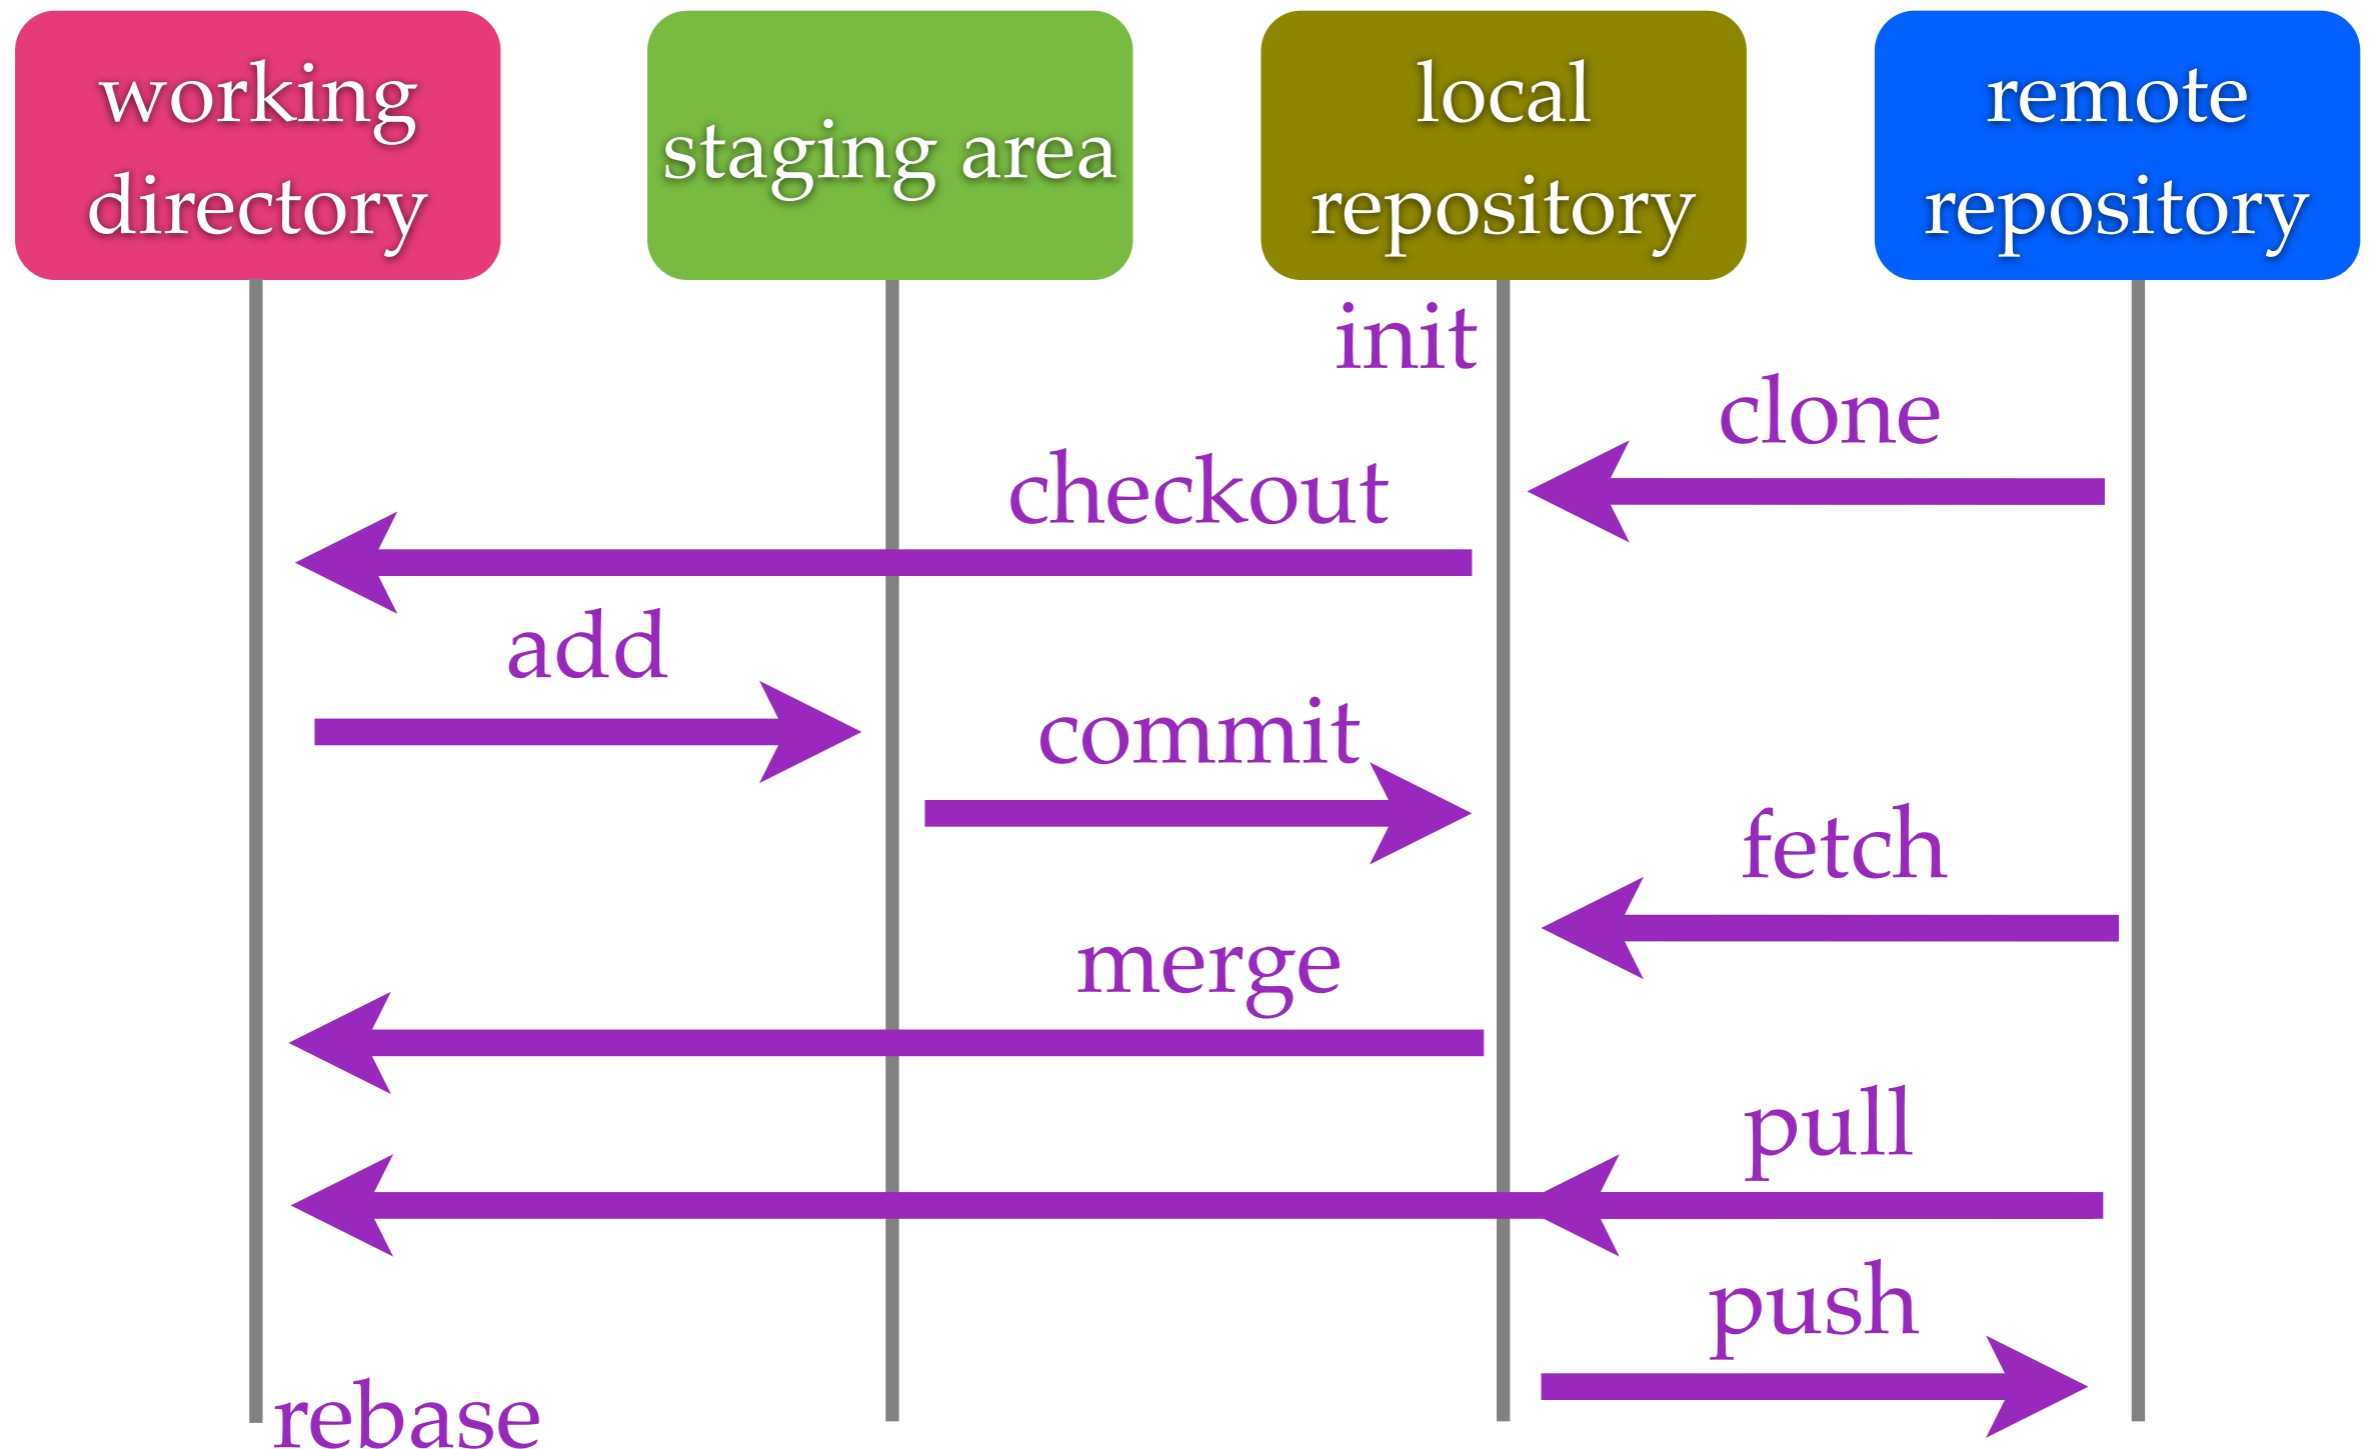 working
directory
staging area
local
repository
remote
repository
init
clone
checkout
add
commit
fetch
merge
pull
push
rebase